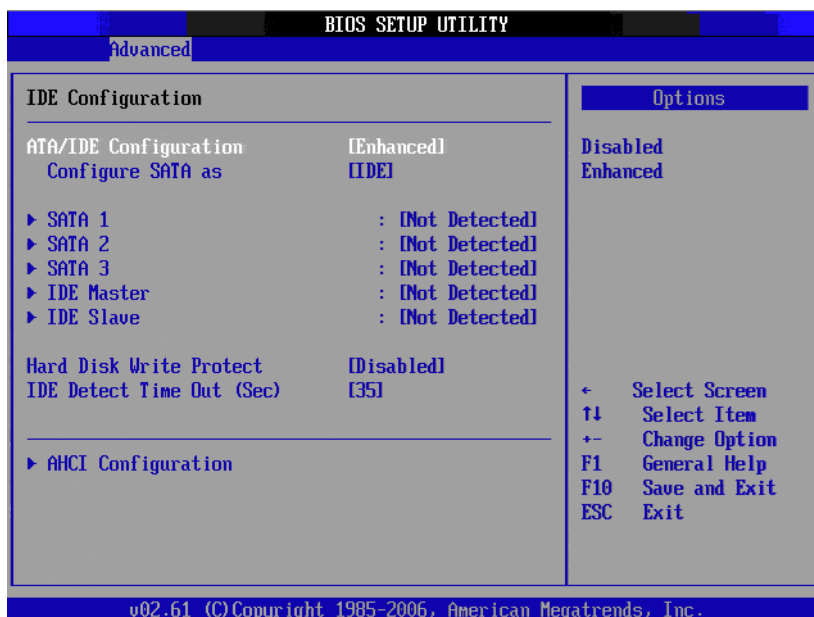 BIOS SETUP UTILITY
Advanced
IDE Configuration
ATA/IDE Configuration [Enhanced]
Configure SATA as [IDE]
▶ SATA 1 : [Not Detected]
▶ SATA 2 : [Not Detected]
▶ SATA 3 : [Not Detected]
▶ IDE Master : [Not Detected]
▶ IDE Slave : [Not Detected]
Hard Disk Write Protect [Disabled]
IDE Detect Time Out (Sec) [35]
▶ AHCI Configuration
Options
Disabled
Enhanced
← Select Screen
↑↓ Select Item
+- Change Option
F1 General Help
F10 Save and Exit
ESC Exit
v02.61 (C)Copyright 1985-2006, American Megatrends, Inc.